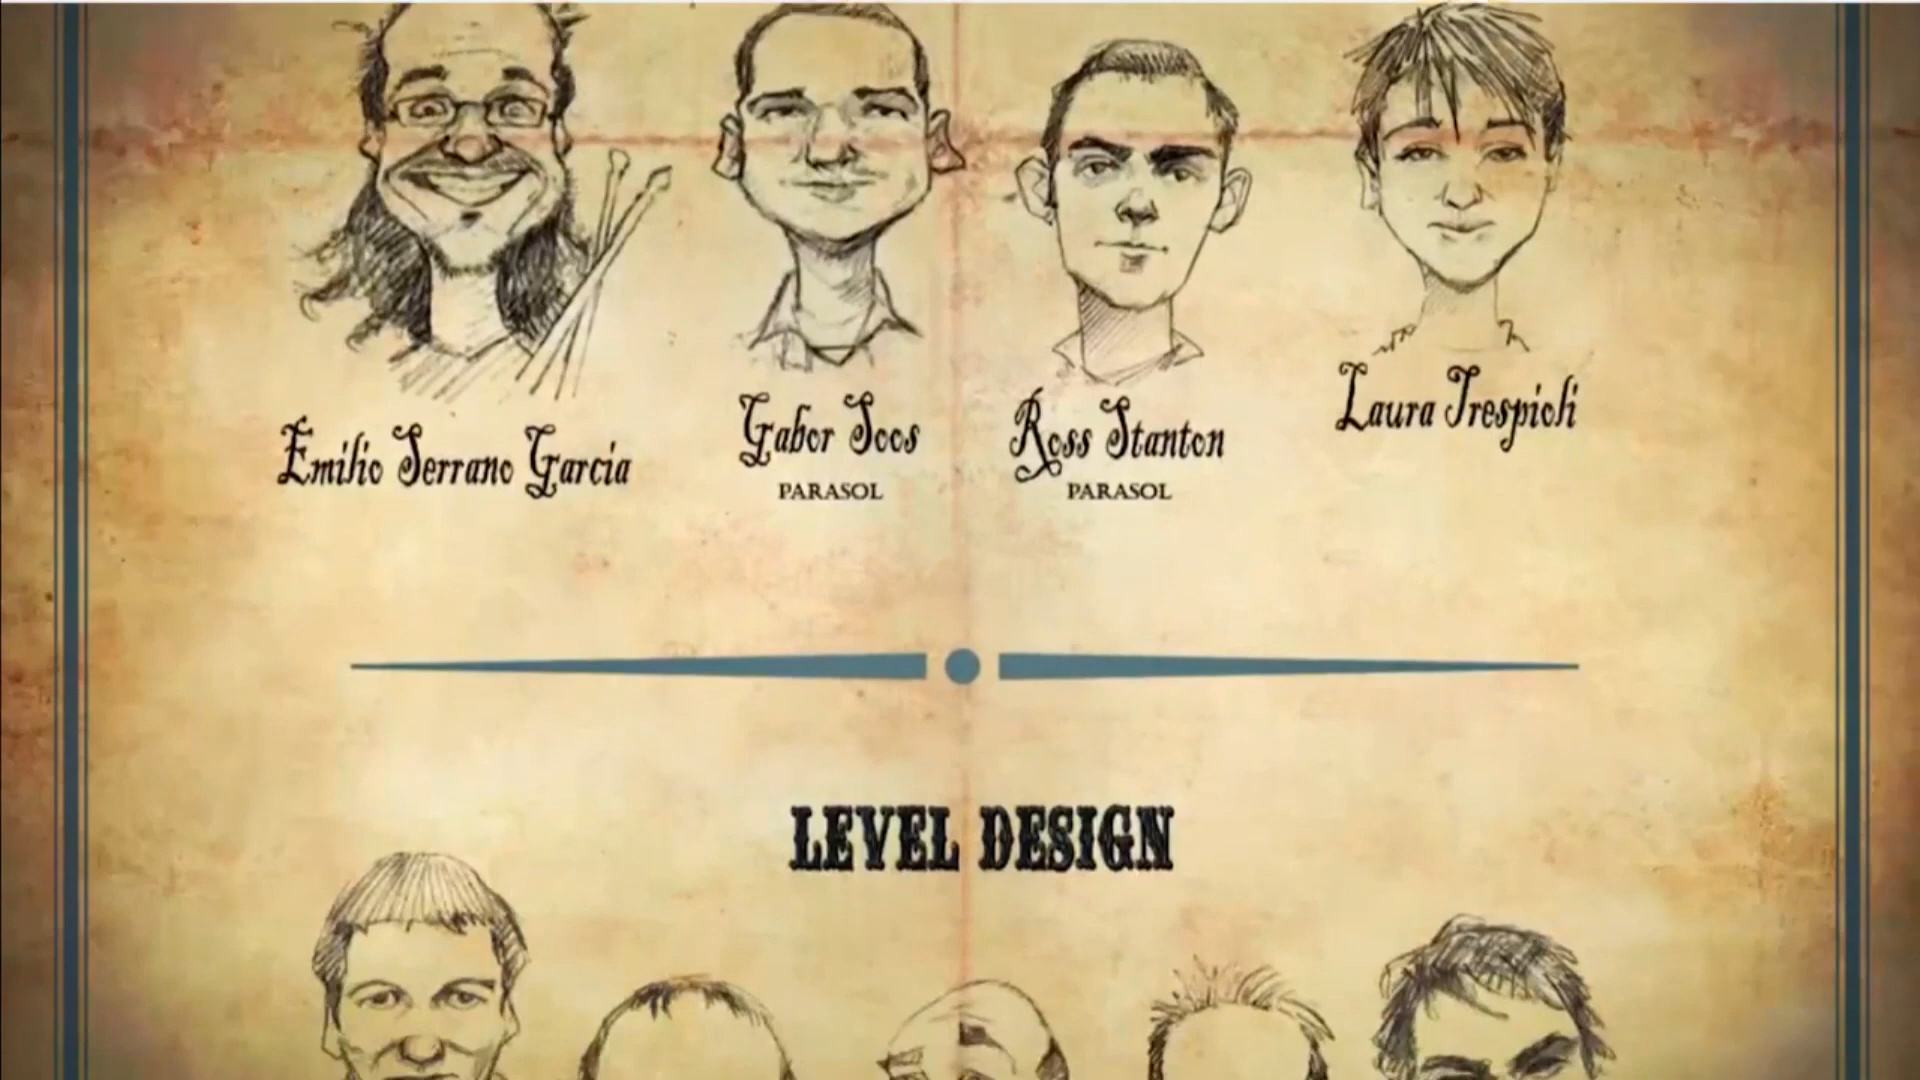 Emilio Serrano Garcia
Gabor Soos
PARASOL
Ross Stanton
PARASOL
Laura Trespioli
LEVEL DESIGN